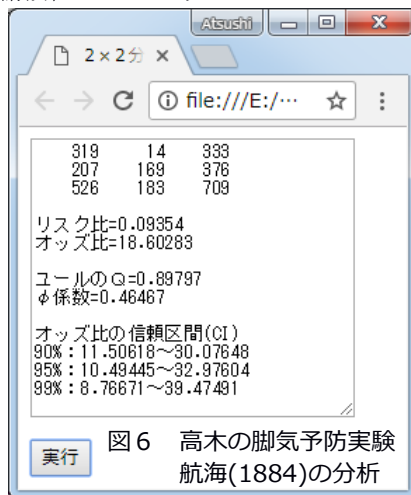 Atsushi
2×2分
file:///E:/…
319 14 333
207 169 376
526 183 709
リスク比=0.09354
オッズ比=18.60283
ユールのQ=0.89797
φ係数=0.46467
オッズ比の信頼区間(CI)
90%:11.50618～30.07648
95%:10.49445～32.97604
99%:8.76671～39.47491
実行
図６ 高木の脚気予防実験
航海(1884)の分析